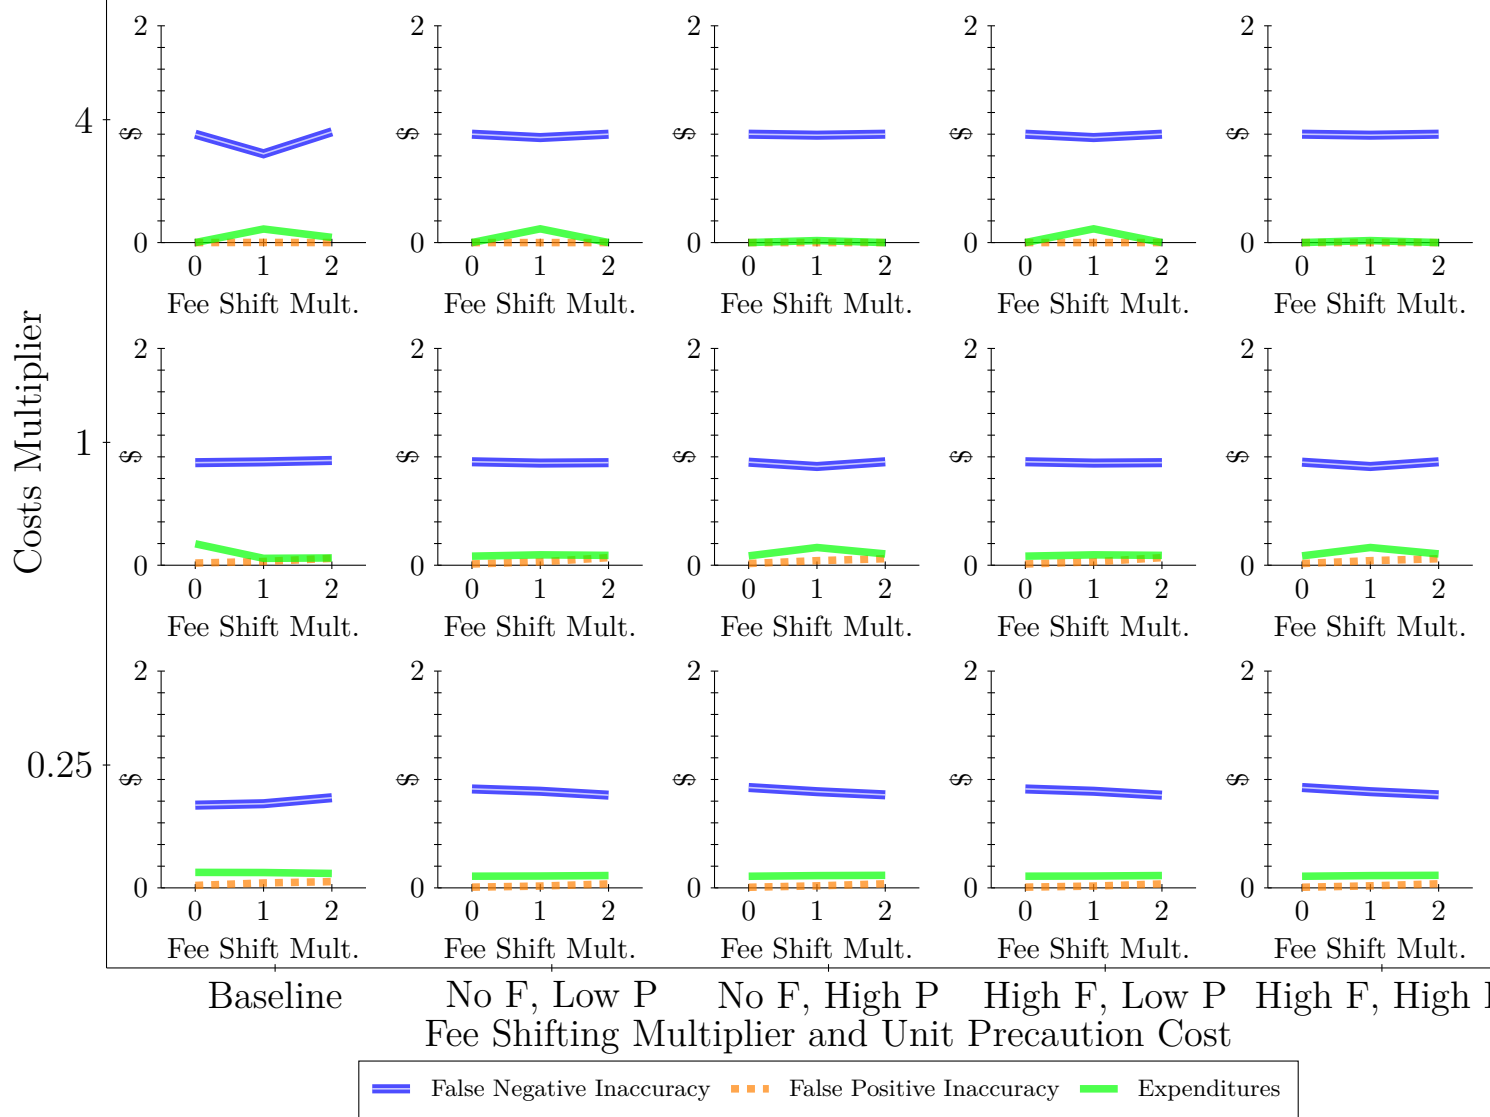 2
2
2
2
2
4
$
$
$
$
$
0
0
0
0
0
0 1 2
0 1 2
0 1 2
0 1 2
0 1 2
Fee Shift Mult.
Fee Shift Mult.
Fee Shift Mult.
Fee Shift Mult.
Fee Shift Mult.
Costs Multiplier
2
2
2
2
2
1
$
$
$
$
$
0
0
0
0
0
0 1 2
0 1 2
0 1 2
0 1 2
0 1 2
Fee Shift Mult.
Fee Shift Mult.
Fee Shift Mult.
Fee Shift Mult.
Fee Shift Mult.
2
2
2
2
2
0.25
$
$
$
$
$
0
0
0
0
0
0 1 2
0 1 2
0 1 2
0 1 2
0 1 2
Fee Shift Mult.
Fee Shift Mult.
Fee Shift Mult.
Fee Shift Mult.
Fee Shift Mult.
Baseline
No F, Low P
No F, High P
High F, Low P
High F, High
Fee Shifting Multiplier and Unit Precaution Cost
False Negative Inaccuracy
False Positive Inaccuracy
Expenditures